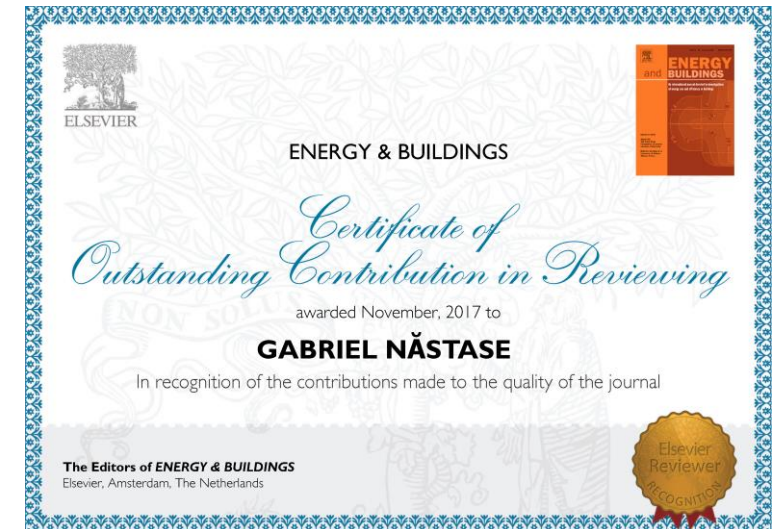 ELSEVIER
ENERGY
and BUILDINGS
ENERGY & BUILDINGS
Certificate of
Outstanding Contribution in Reviewing
awarded November, 2017 to
GABRIEL NĂSTASE
In recognition of the contributions made to the quality of the journal
NON SOLUS
The Editors of ENERGY & BUILDINGS
Elsevier, Amsterdam, The Netherlands
Elsevier
Reviewer
RECOGNITION